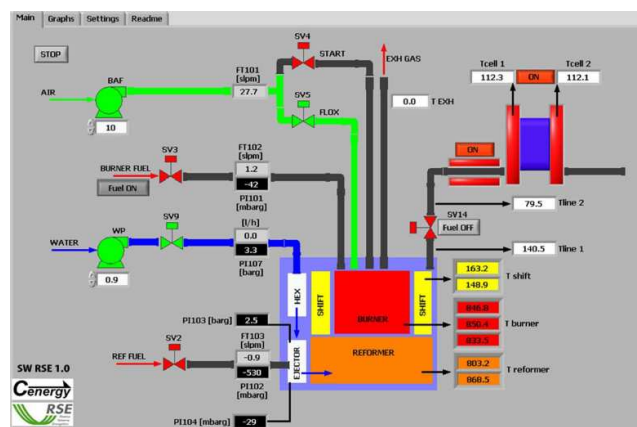 Main Graphs Settings Readme
STOP
SV4
START
EXH GAS
Tcell 1 Tcell 2
112.3 ON 112.1
BAF
FT101
[slpm]
27.7
AIR
10
SV5
FLOX
0.0 T EXH
ON
SV3
FT102
[slpm]
BURNER FUEL
1.2
Fuel ON
-42
PI101
[mbarg]
79.5 Tline 2
SV14
Fuel OFF
WP SV9
[l/h]
WATER
0.0
3.3
PI107
[barg]
0.9
140.5 Tline 1
HEX
SHIFT
BURNER
SHIFT
163.2
148.9
T shift
PI103 [barg] 2.5
850.4
833.5
T burner
SV2
FT103
[slpm]
REF FUEL
-0.9
-530
PI102
[mbarg]
EJECTOR
REFORMER
803.2
868.5
T reformer
SW RSE 1.0
Cenergy
RSE
PI104 [mbarg] -29